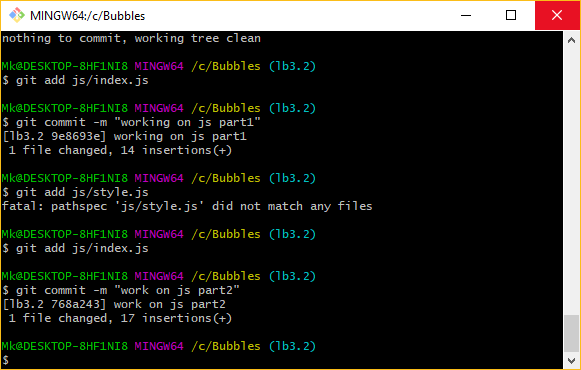 MINGW64:/c/Bubbles
nothing to commit, working tree clean
Mk@DESKTOP-8HF1NI8 MINGW64 /c/Bubbles (lb3.2)
$ git add js/index.js
Mk@DESKTOP-8HF1NI8 MINGW64 /c/Bubbles (lb3.2)
$ git commit -m "working on js part1"
[lb3.2 9e8693e] working on js part1
 1 file changed, 14 insertions(+)
Mk@DESKTOP-8HF1NI8 MINGW64 /c/Bubbles (lb3.2)
$ git add js/style.js
fatal: pathspec 'js/style.js' did not match any files
Mk@DESKTOP-8HF1NI8 MINGW64 /c/Bubbles (lb3.2)
$ git add js/index.js
Mk@DESKTOP-8HF1NI8 MINGW64 /c/Bubbles (lb3.2)
$ git commit -m "work on js part2"
[lb3.2 768a243] work on js part2
 1 file changed, 17 insertions(+)
Mk@DESKTOP-8HF1NI8 MINGW64 /c/Bubbles (lb3.2)
$